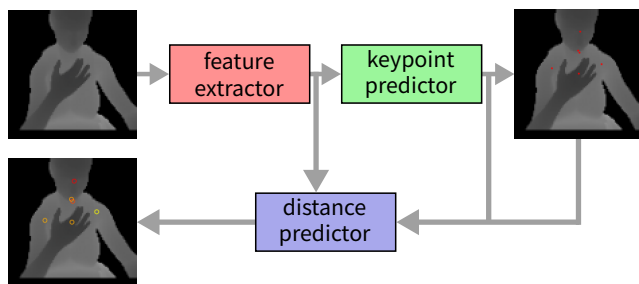 feature
extractor
keypoint
predictor
distance
predictor